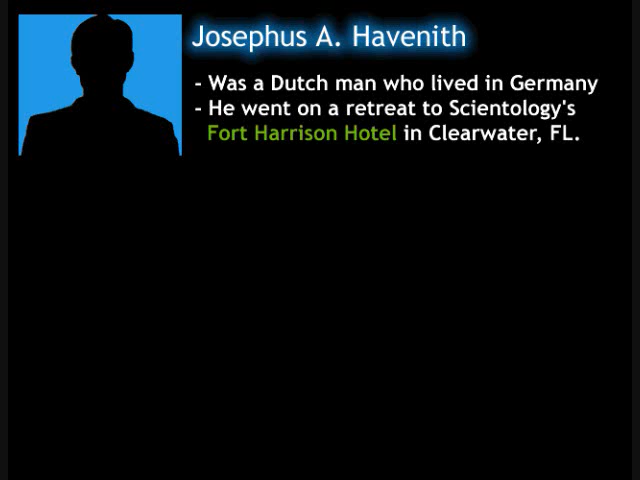 Josephus A. Havenith
- Was a Dutch man who lived in Germany
- He went on a retreat to Scientology's
Fort Harrison Hotel in Clearwater, FL.